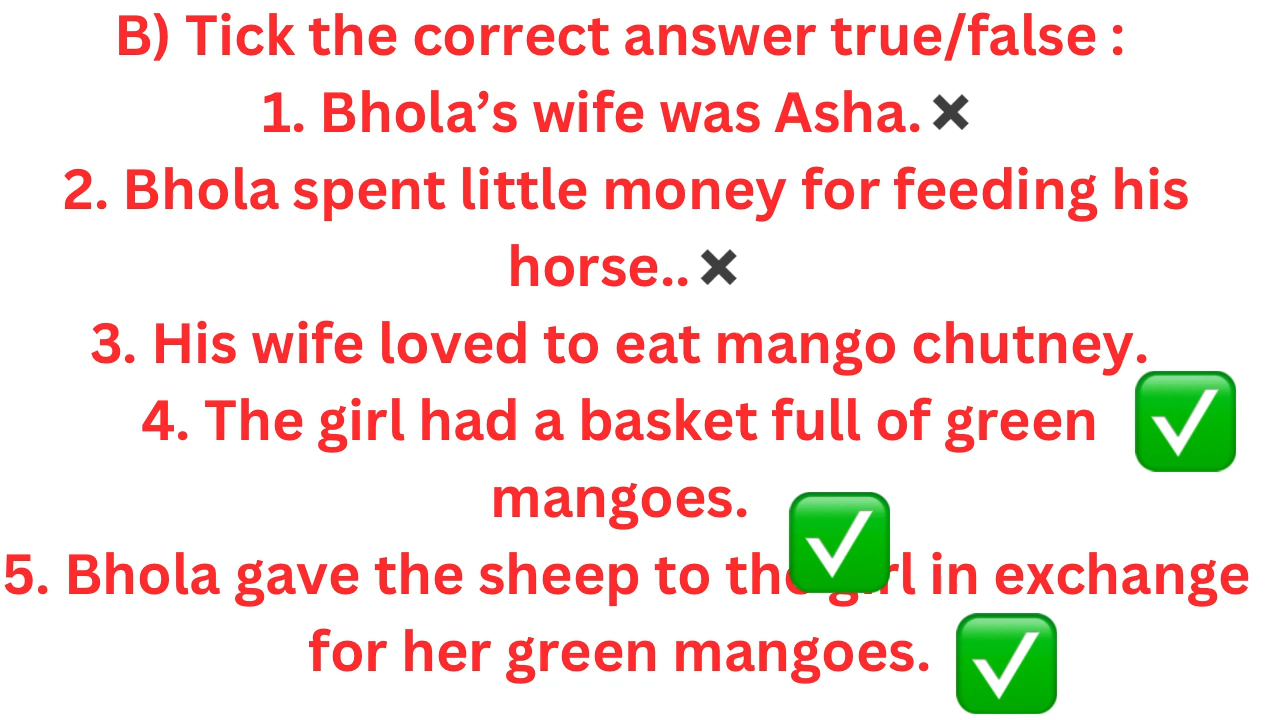 B) Tick the correct answer true/false :
1. Bhola’s wife was Asha. ✖
2. Bhola spent little money for feeding his
horse.. ✖
3. His wife loved to eat mango chutney.
4. The girl had a basket full of green ✅
mangoes. ✅
5. Bhola gave the sheep to the girl in exchange
for her green mangoes. ✅